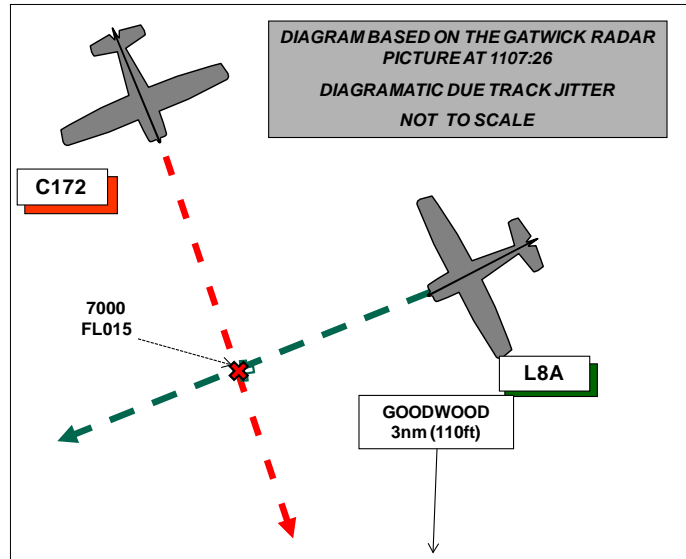 DIAGRAM BASED ON THE GATWICK RADAR
PICTURE AT 1107:26
DIAGRAMATIC DUE TRACK JITTER
NOT TO SCALE
C172
7000
FL015
L8A
GOODWOOD
3nm (110ft)